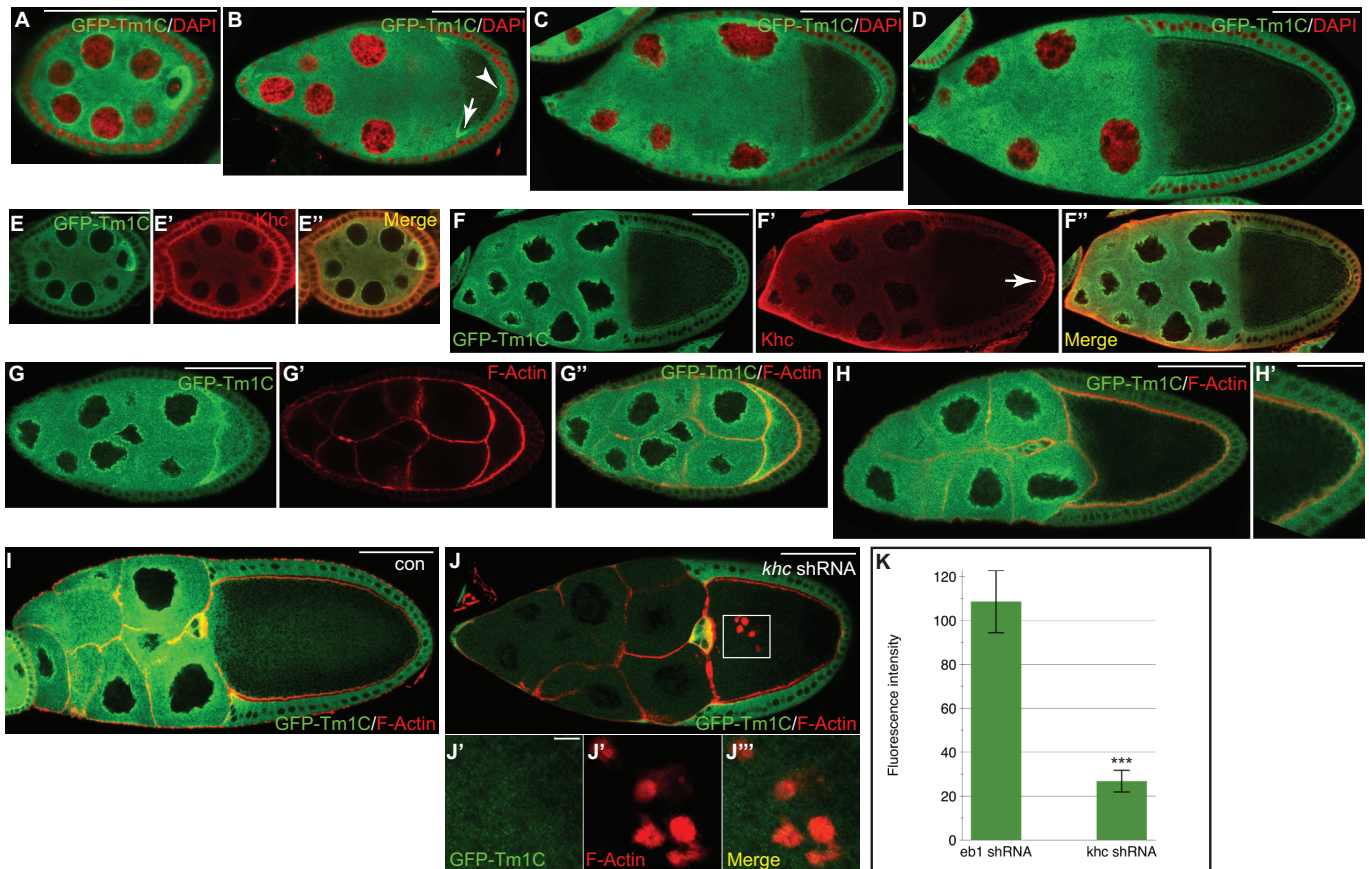 A
GFP-Tm1C/DAPI
B
GFP-Tm1C/DAPI
C
GFP-Tm1C/DAPI
D
GFP-Tm1C/DAPI
E
GFP-Tm1C
E'
Khc
E''
Merge
F
GFP-Tm1C
F'
Khc
F''
Merge
G
GFP-Tm1C
G'
F-Actin
G''
GFP-Tm1C/F-Actin
H
GFP-Tm1C/F-Actin
H'
I
con
GFP-Tm1C/F-Actin
J
khc shRNA
GFP-Tm1C/F-Actin
J'
GFP-Tm1C
J''
F-Actin
J'''
Merge
K
Fluorescence intensity
120
100
80
60
40
20
0
***
eb1 shRNA
khc shRNA